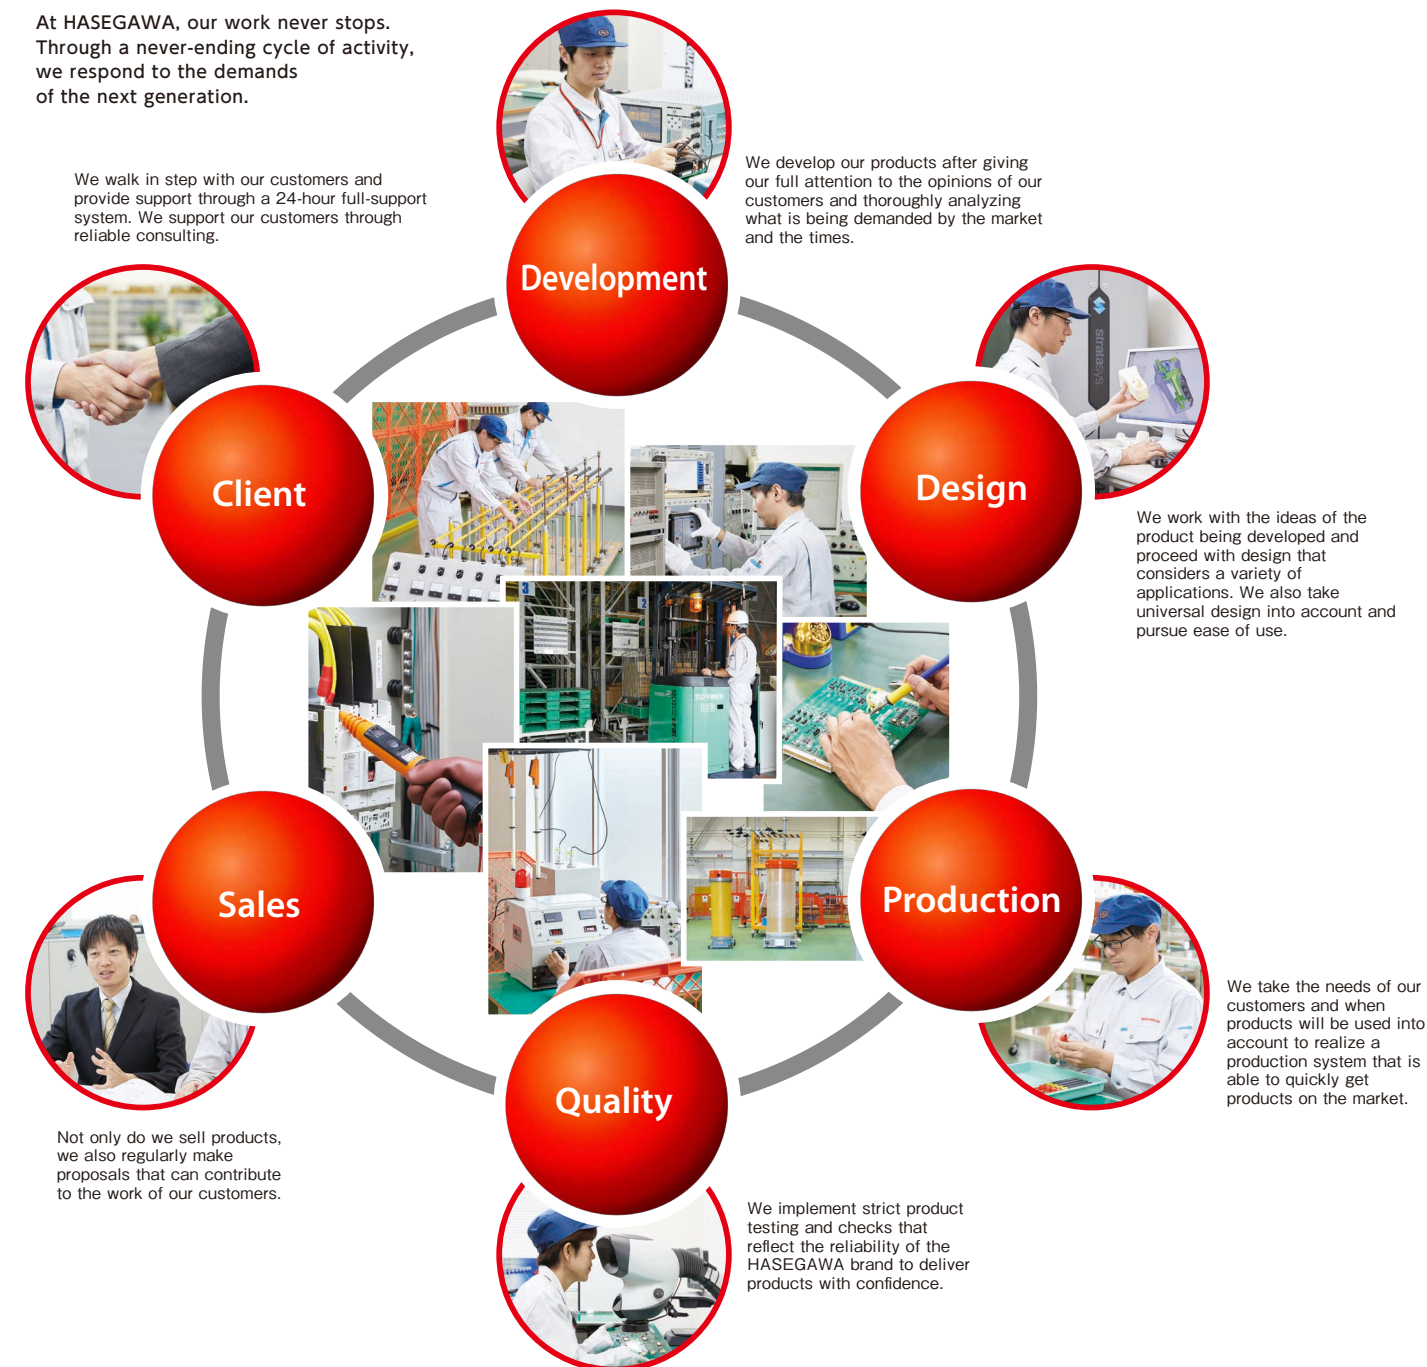 At HASEGAWA, our work never stops.
Through a never-ending cycle of activity,
we respond to the demands
of the next generation.
We walk in step with our customers and
provide support through a 24-hour full-support
system. We support our customers through
reliable consulting.
We develop our products after giving
our full attention to the opinions of our
customers and thoroughly analyzing
what is being demanded by the market
and the times.
Development
stratasys
Client
Design
We work with the ideas of the
product being developed and
proceed with design that
considers a variety of
applications. We also take
universal design into account and
pursue ease of use.
3
2
Sales
Production
We take the needs of our
customers and when
products will be used into
account to realize a
production system that is
able to quickly get
products on the market.
Quality
Not only do we sell products,
we also regularly make
proposals that can contribute
to the work of our customers.
We implement strict product
testing and checks that
reflect the reliability of the
HASEGAWA brand to deliver
products with confidence.